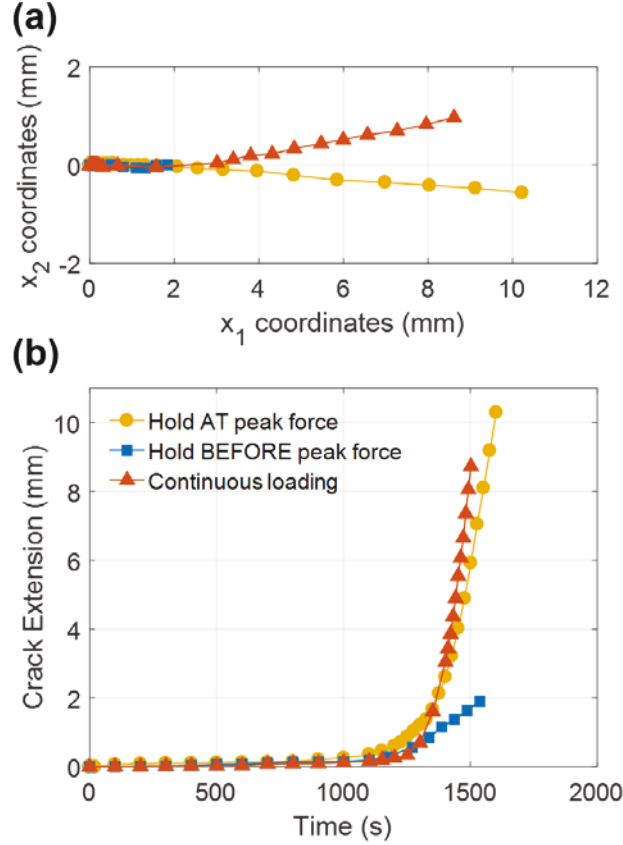 (a)
x2 coordinates (mm)
2
0
-2
0 2 4 6 8 10 12
x1 coordinates (mm)
(b)
Crack Extension (mm)
10
8
6
4
2
0
Hold AT peak force
Hold BEFORE peak force
Continuous loading
0 500 1000 1500 2000
Time (s)